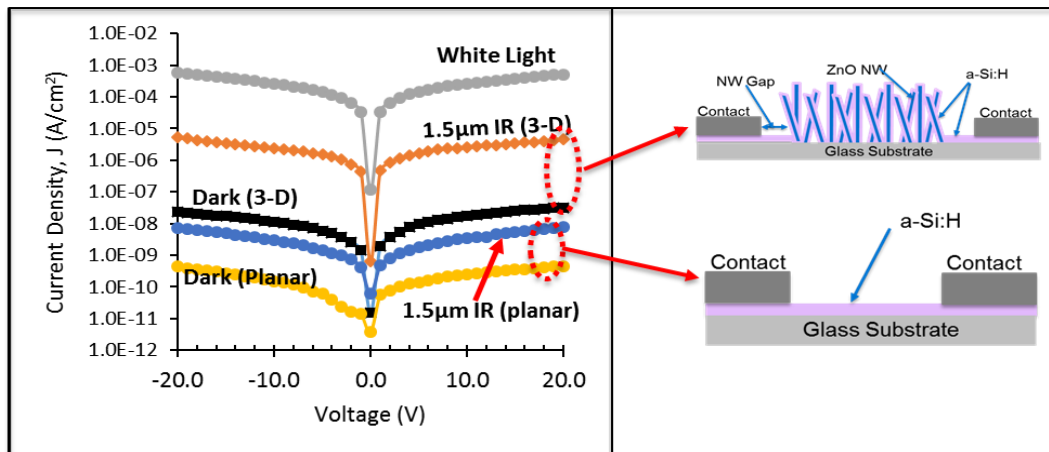 1.0E-02
1.0E-03
1.0E-04
1.0E-05
1.0E-06
1.0E-07
1.0E-08
1.0E-09
1.0E-10
1.0E-11
1.0E-12
Current Density, J (A/cm²)
-20.0 -10.0 0.0 10.0 20.0
Voltage (V)
White Light
1.5µm IR (3-D)
Dark (3-D)
Dark (Planar)
1.5µm IR (planar)
ZnO NW
a-Si:H
NW Gap
Contact
Contact
Glass Substrate
a-Si:H
Contact
Contact
Glass Substrate